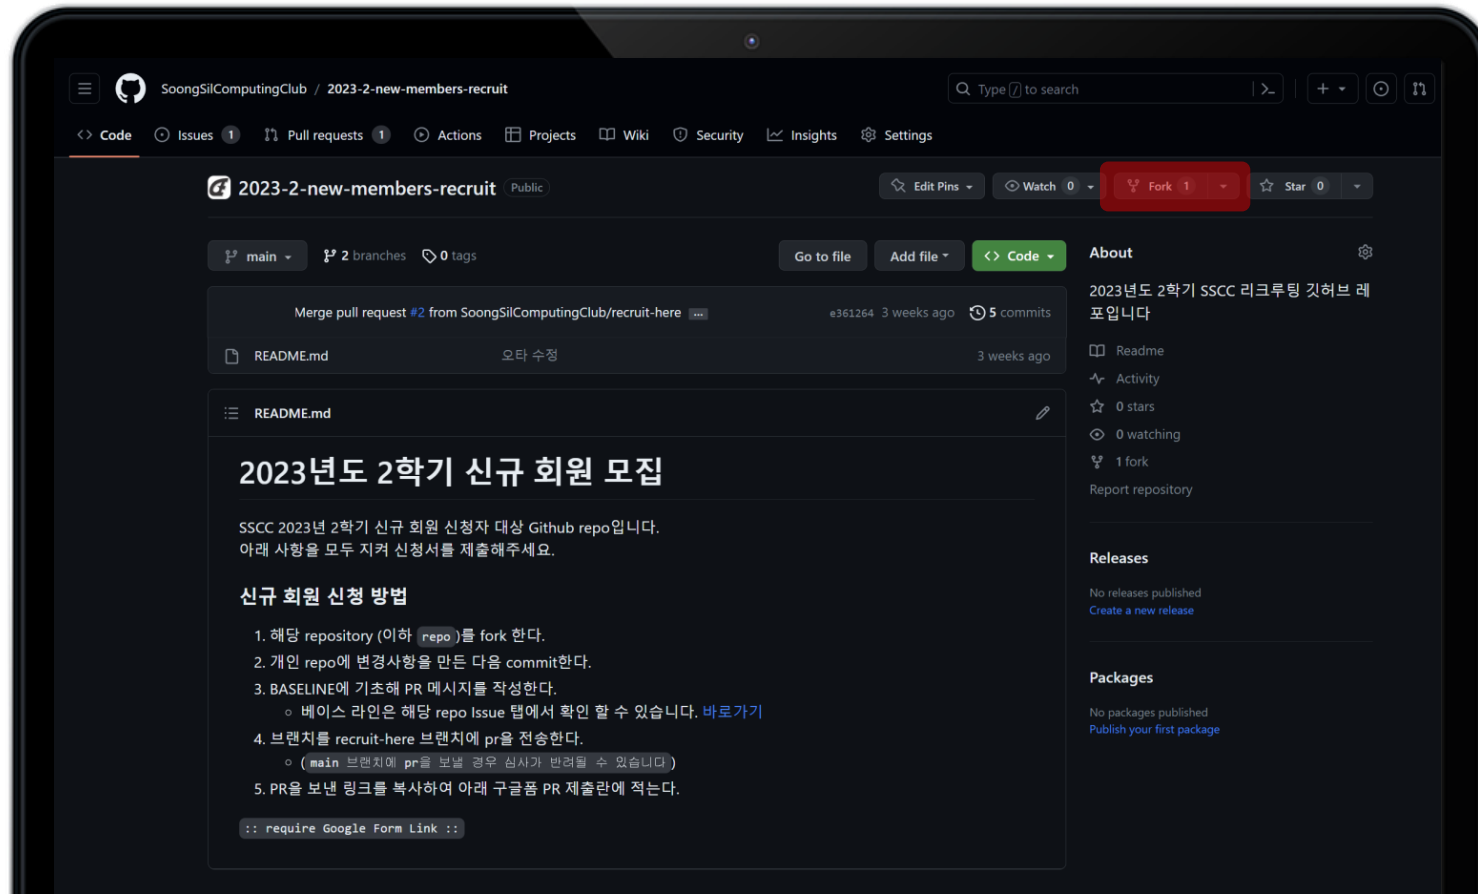 SoongSilComputingClub / 2023-2-new-members-recruit
Type / to search
Code
Issues 1
Pull requests 1
Actions
Projects
Wiki
Security
Insights
Settings
2023-2-new-members-recruit Public
Edit Pins
Watch 0
Fork 1
Star 0
main
2 branches
0 tags
Go to file
Add file
<> Code
Merge pull request #2 from SoongSilComputingClub/recruit-here ...
e361264 3 weeks ago
5 commits
README.md
오타 수정
3 weeks ago
README.md
2023년도 2학기 신규 회원 모집
SSCC 2023년 2학기 신규 회원 신청자 대상 Github repo입니다.
아래 사항을 모두 지켜 신청서를 제출해주세요.
신규 회원 신청 방법
1. 해당 repository (이하 repo )를 fork 한다.
2. 개인 repo에 변경사항을 만든 다음 commit한다.
3. BASELINE에 기초해 PR 메시지를 작성한다.
베이스 라인은 해당 repo Issue 탭에서 확인 할 수 있습니다. 바로가기
4. 브랜치를 recruit-here 브랜치에 pr을 전송한다.
( main 브랜치에 pr을 보낼 경우 심사가 반려될 수 있습니다 )
5. PR을 보낸 링크를 복사하여 아래 구글폼 PR 제출란에 적는다.
:: require Google Form Link ::
About
2023년도 2학기 SSCC 리크루팅 깃허브 레
포입니다
Readme
Activity
0 stars
0 watching
1 fork
Report repository
Releases
No releases published
Create a new release
Packages
No packages published
Publish your first package